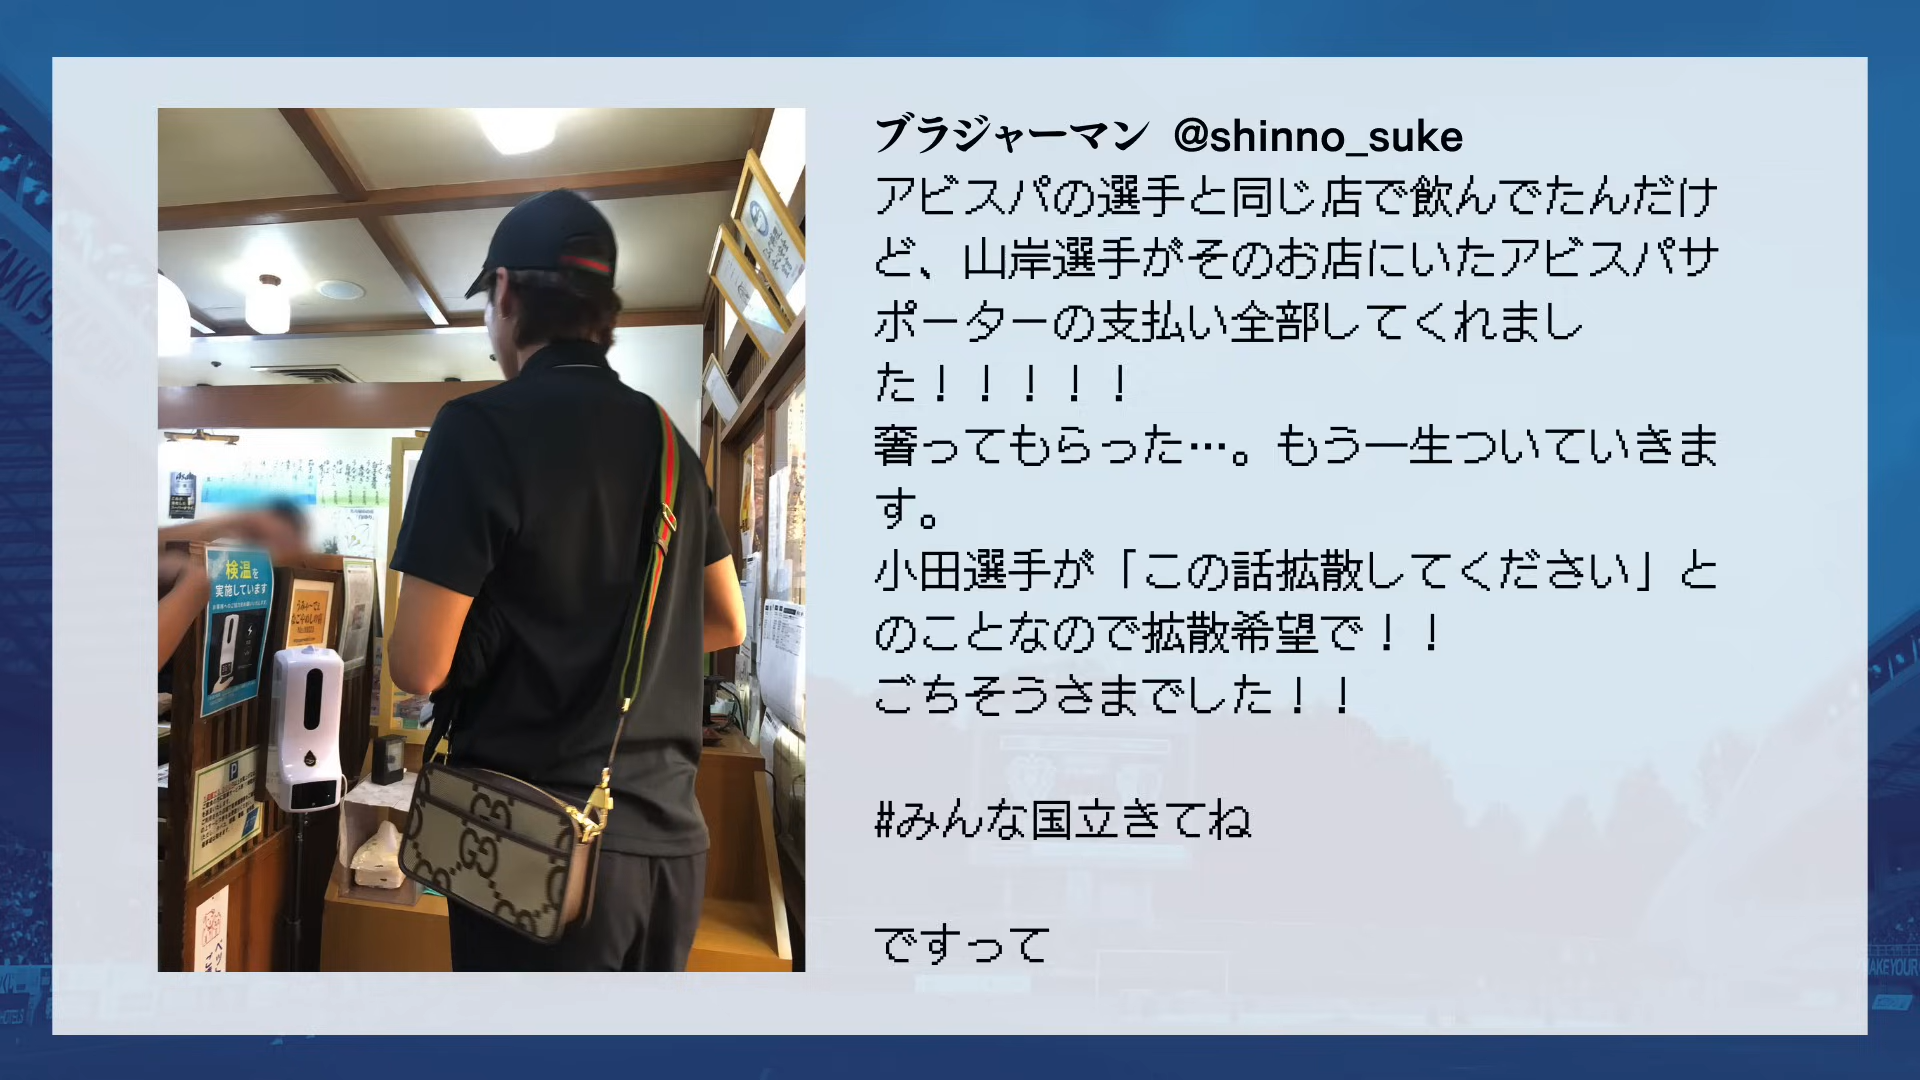 ブラジャーマン @shinno_suke
アビスパの選手と同じ店で飲んでたんだけ
ど、山岸選手がそのお店にいたアビスパサ
ポーターの支払い全部してくれまし
た！！！！！
奢ってもらった…。もう一生ついていきま
す。
小田選手が「この話拡散してください」と
のことなので拡散希望で！！
ごちそうさまでした！！
#みんな国立きてね
ですって
検温を
実施しています
Asahi
P